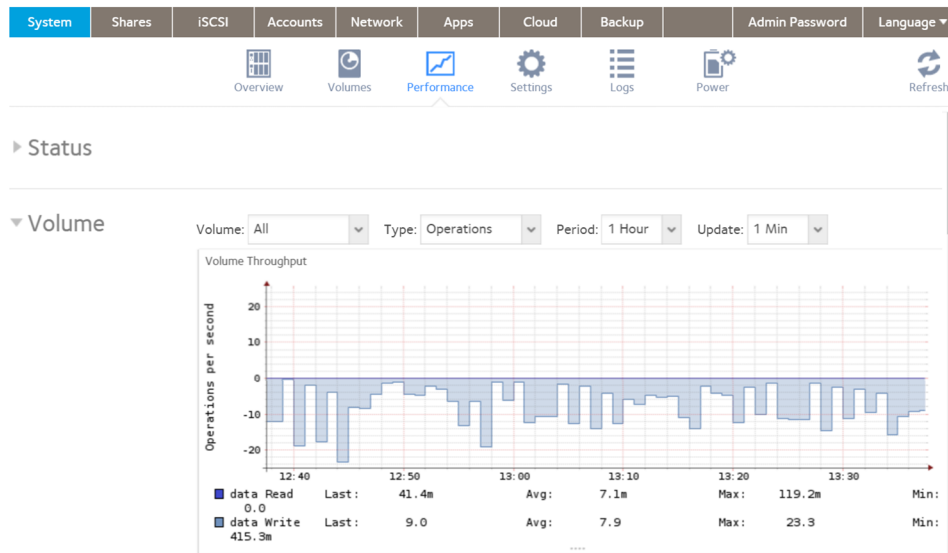 System Shares iSCSI Accounts Network Apps Cloud Backup Admin Password Language
Overview Volumes Performance Settings Logs Power Refresh
Status
Volume
Volume: All Type: Operations Period: 1 Hour Update: 1 Min
Volume Throughput
Operations per second
20
10
0
-10
-20
12:40 12:50 13:00 13:10 13:20 13:30
data Read Last: 41.4m Avg: 7.1m Max: 119.2m Min:
0.0
data Write Last: 9.0 Avg: 7.9 Max: 23.3 Min:
415.3m